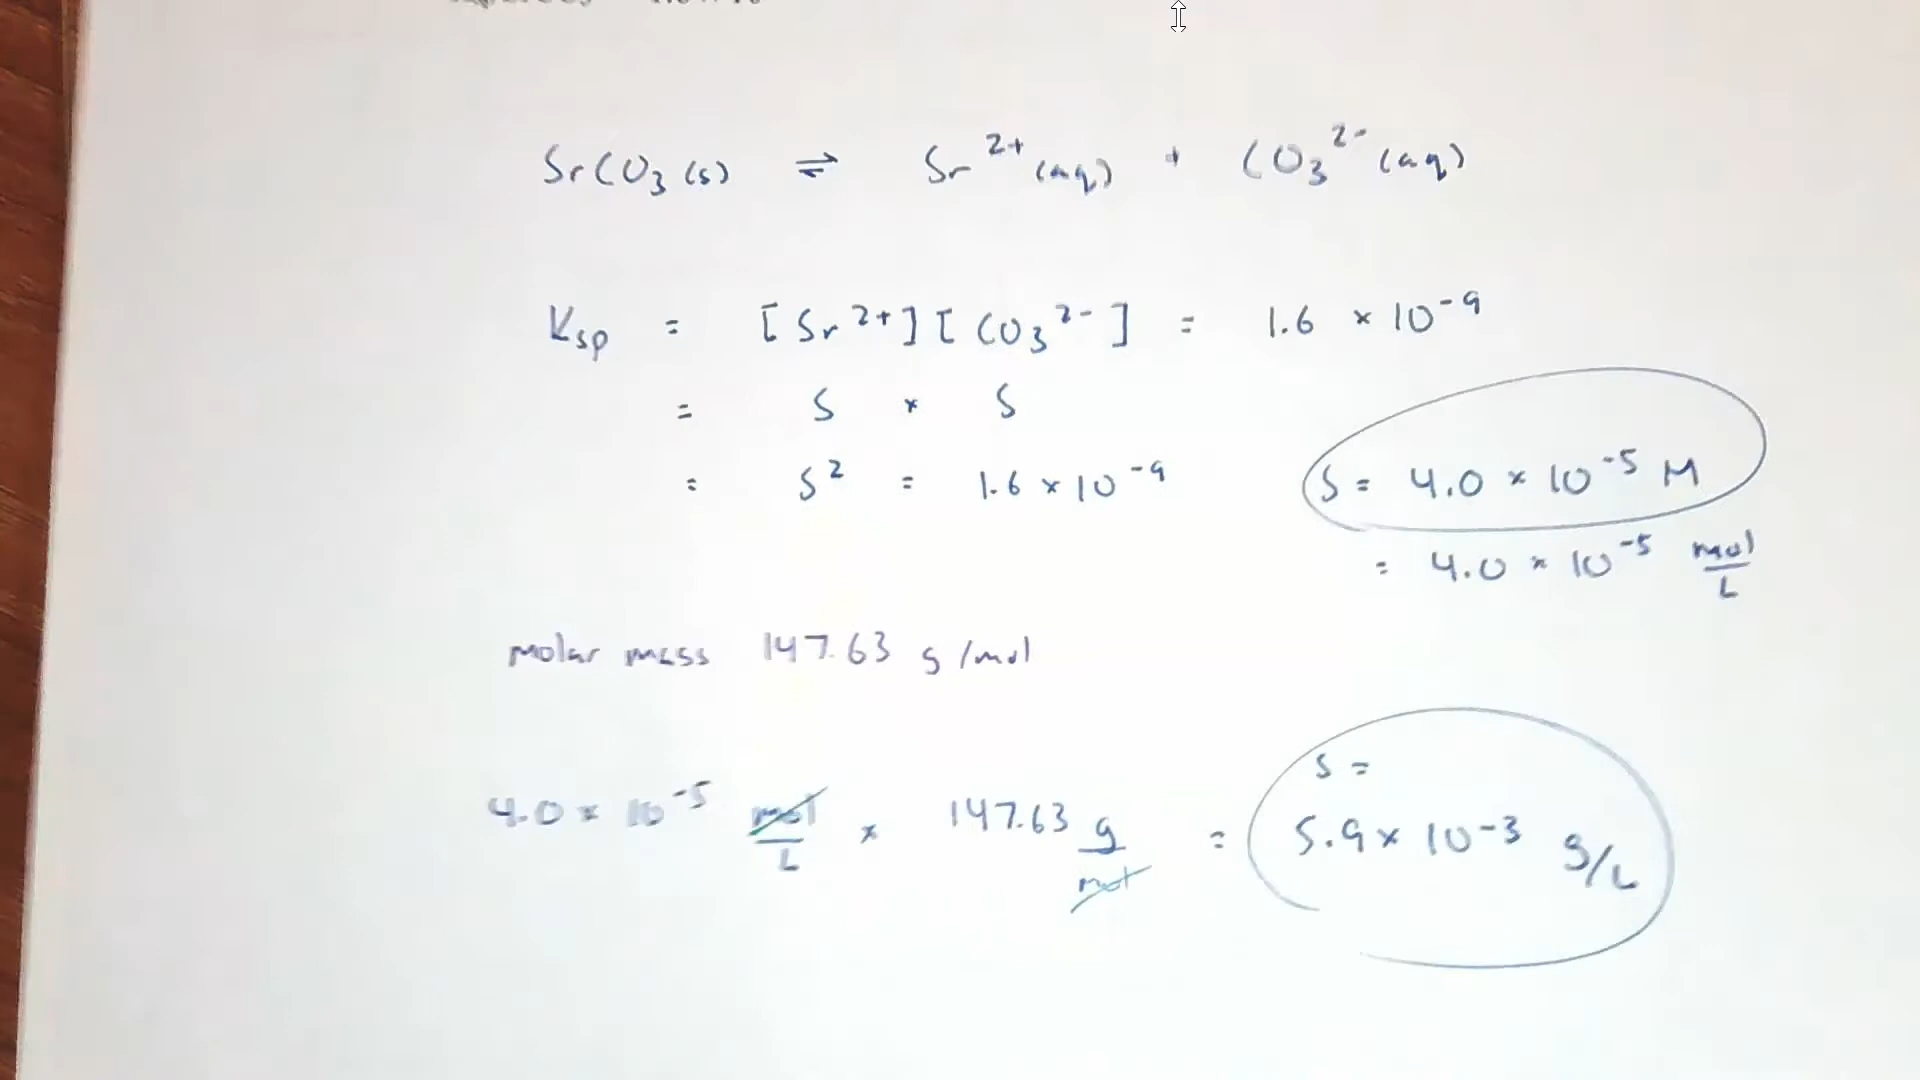 SrCO₃ (s) ⇌ Sr²⁺ (aq) + CO₃²⁻ (aq)
Ksp = [Sr²⁺][CO₃²⁻] = 1.6 × 10⁻⁹
= S × S
= S² = 1.6 × 10⁻⁹
S = 4.0 × 10⁻⁵ M
= 4.0 × 10⁻⁵ mol/L
molar mass 147.63 g/mol
4.0 × 10⁻⁵ mol/L × 147.63 g/mol =
S =
5.9 × 10⁻³ g/L